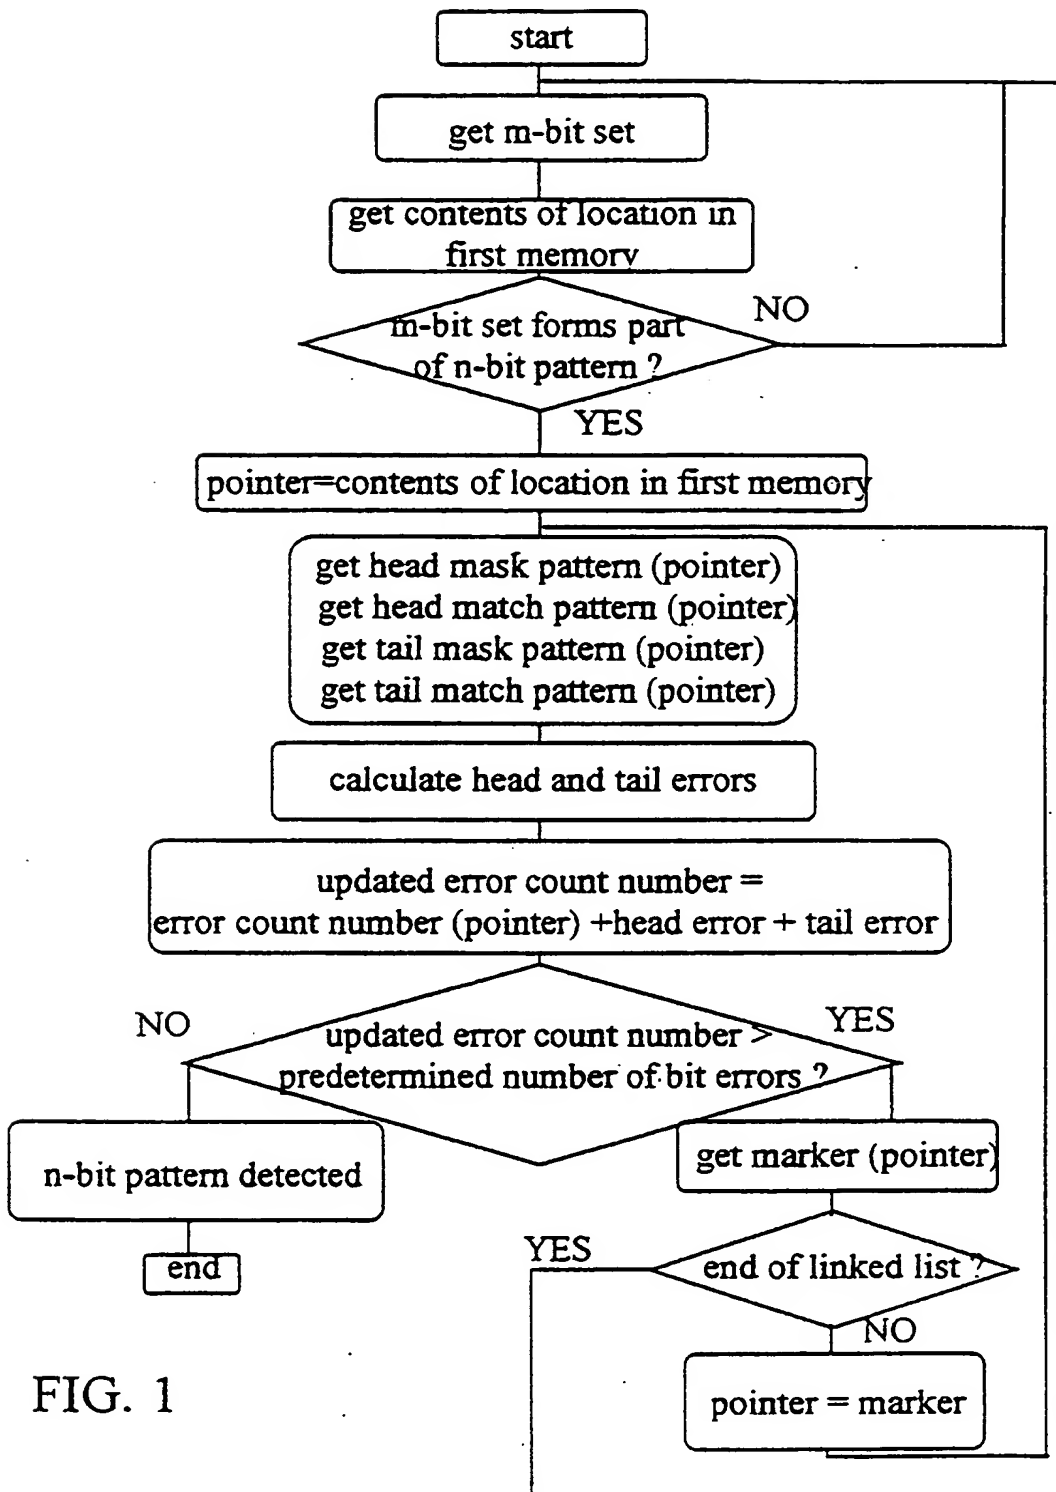 start
get m-bit set
get contents of location in
first memory
m-bit set forms part
of n-bit pattern ?
NO
YES
pointer=contents of location in first memory
get head mask pattern (pointer)
get head match pattern (pointer)
get tail mask pattern (pointer)
get tail match pattern (pointer)
calculate head and tail errors
updated error count number =
error count number (pointer) +head error + tail error
NO
YES
updated error count number >
predetermined number of bit errors ?
n-bit pattern detected
get marker (pointer)
end
YES
end of linked list ?
NO
pointer = marker
FIG. 1